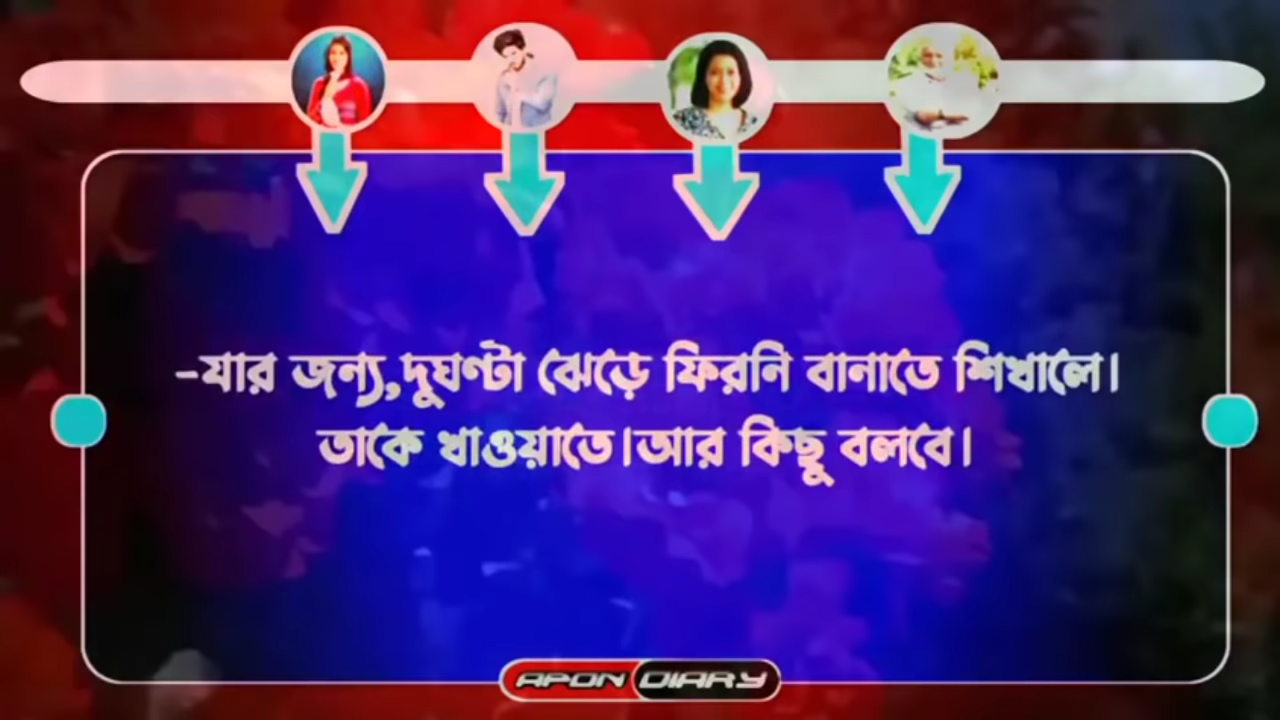 -যার জন্য,দুঘণ্টা ঝেড়ে ফিরনি বানাতে শিখালে।
তাকে খাওয়াতে।আর কিছু বলবে।
APON DIARY